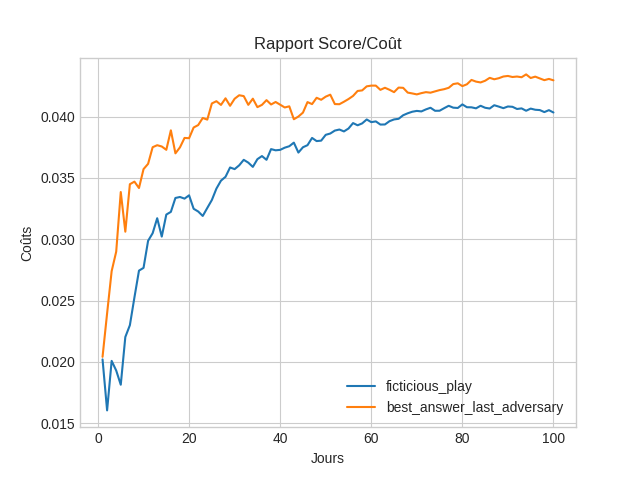 Rapport Score/Coût
Coûts
0.040
0.035
0.030
0.025
0.020
0.015
ficticious_play
best_answer_last_adversary
0 20 40 60 80 100
Jours